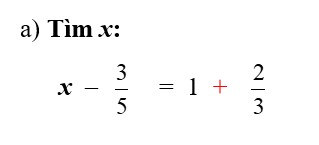 a) Tìm x:
x - 3/5 = 1 + 2/3